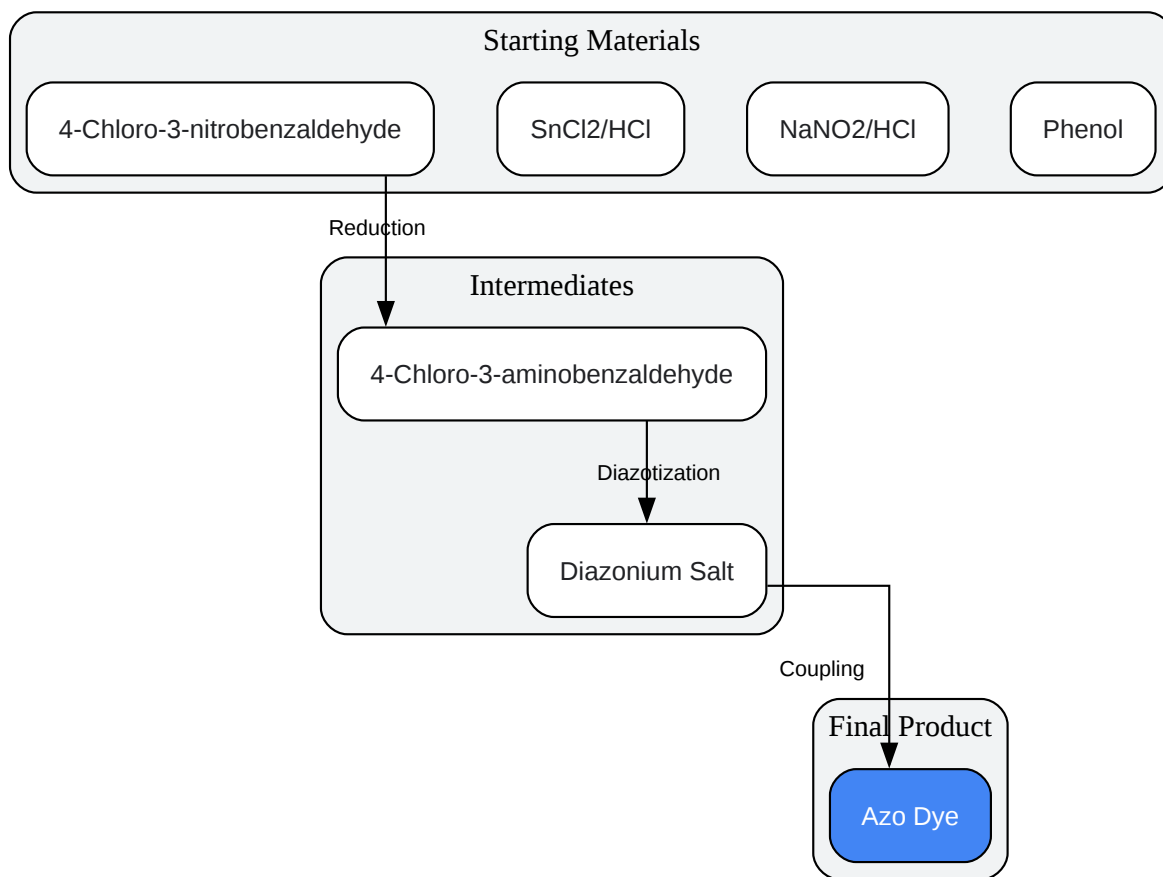 Starting Materials
4-Chloro-3-nitrobenzaldehyde
SnCl2/HCl
NaNO2/HCl
Phenol
Reduction
Intermediates
4-Chloro-3-aminobenzaldehyde
Diazotization
Diazonium Salt
Coupling
Final Product
Azo Dye